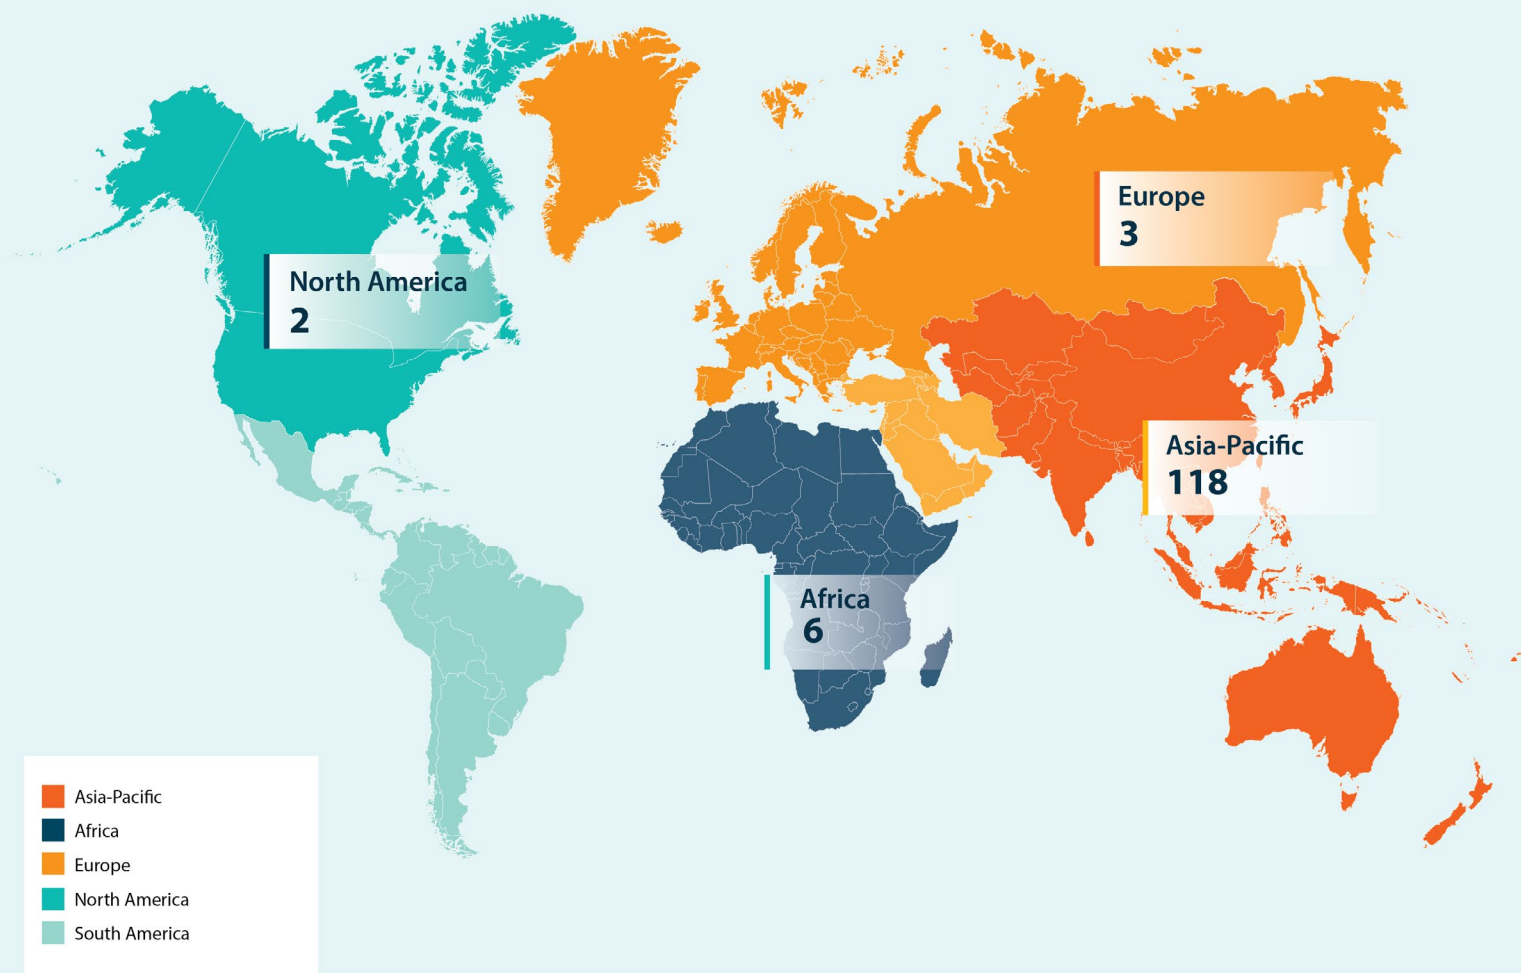 Europe
3
North America
2
Asia-Pacific
118
Africa
6
Asia-Pacific
Africa
Europe
North America
South America